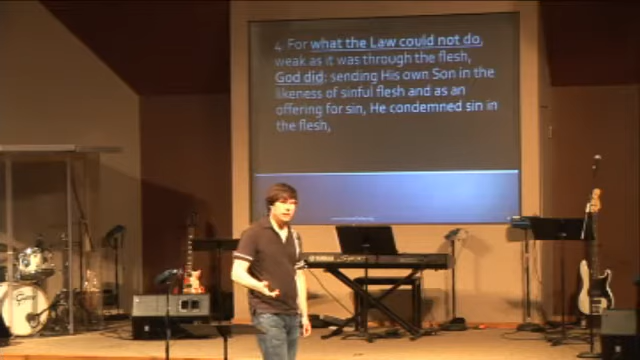 4. For what the Law could not do,
weak as it was through the flesh,
God did: sending His own Son in the
likeness of sinful flesh and as an
offering for sin, He condemned sin in
the flesh,